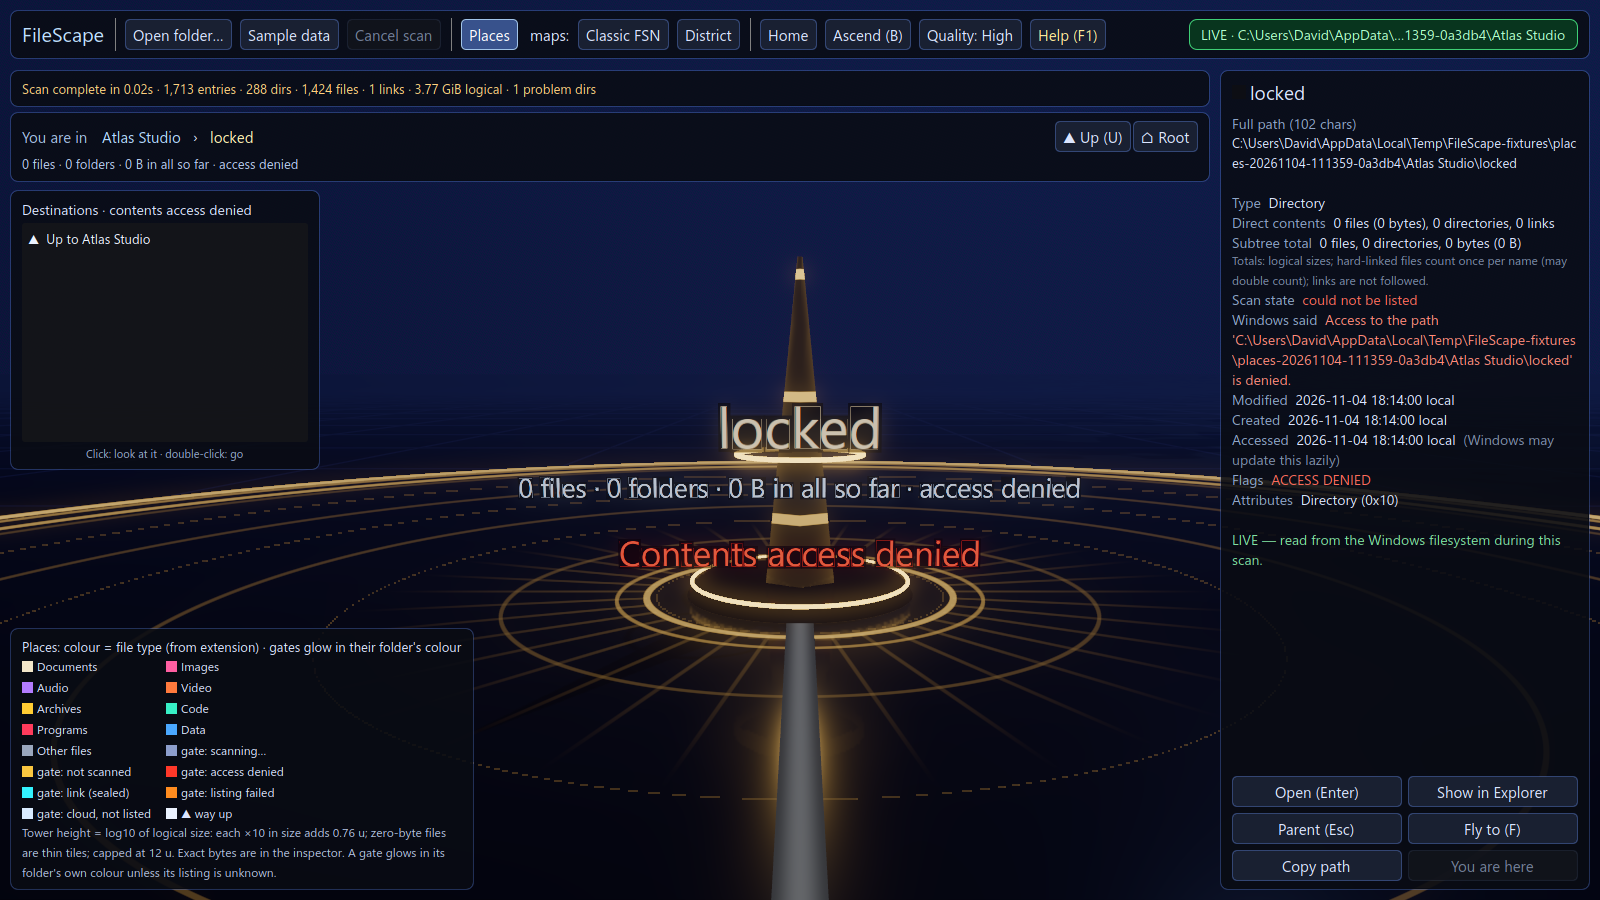 FileScape
Open folder...
Sample data
Cancel scan
Places
maps:
Classic FSN
District
Home
Ascend (B)
Quality: High
Help (F1)
LIVE · C:\Users\David\AppData\...1359-0a3db4\Atlas Studio
Scan complete in 0.02s · 1,713 entries · 288 dirs · 1,424 files · 1 links · 3.77 GiB logical · 1 problem dirs
You are in Atlas Studio › locked
▲ Up (U)
⌂ Root
0 files · 0 folders · 0 B in all so far · access denied
Destinations · contents access denied
▲ Up to Atlas Studio
Click: look at it · double-click: go
locked
0 files · 0 folders · 0 B in all so far · access denied
Contents access denied
Places: colour = file type (from extension) · gates glow in their folder's colour
Documents
Images
Audio
Video
Archives
Code
Programs
Data
Other files
gate: scanning...
gate: not scanned
gate: access denied
gate: link (sealed)
gate: listing failed
gate: cloud, not listed
▲ way up
Tower height = log10 of logical size: each ×10 in size adds 0.76 u; zero-byte files
are thin tiles; capped at 12 u. Exact bytes are in the inspector. A gate glows in its
folder's own colour unless its listing is unknown.
locked
Full path (102 chars)
C:\Users\David\AppData\Local\Temp\FileScape-fixtures\plac
es-20261104-111359-0a3db4\Atlas Studio\locked
Type Directory
Direct contents 0 files (0 bytes), 0 directories, 0 links
Subtree total 0 files, 0 directories, 0 bytes (0 B)
Totals: logical sizes; hard-linked files count once per name (may
double count); links are not followed.
Scan state could not be listed
Windows said Access to the path
'C:\Users\David\AppData\Local\Temp\FileScape-fixtures
\places-20261104-111359-0a3db4\Atlas Studio\locked'
is denied.
Modified 2026-11-04 18:14:00 local
Created 2026-11-04 18:14:00 local
Accessed 2026-11-04 18:14:00 local (Windows may
update this lazily)
Flags ACCESS DENIED
Attributes Directory (0x10)
LIVE — read from the Windows filesystem during this
scan.
Open (Enter)
Show in Explorer
Parent (Esc)
Fly to (F)
Copy path
You are here